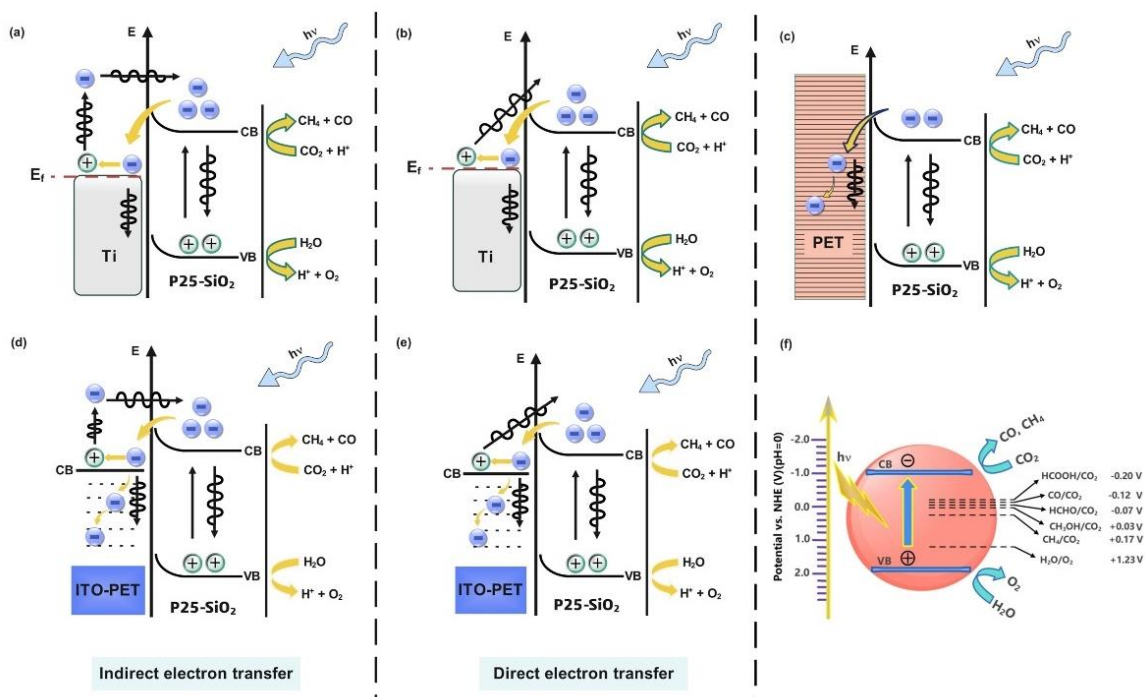 (a)
E
hν
CB
CH₄ + CO
CO₂ + H⁺
E_f
Ti
H₂O
VB
H⁺ + O₂
P25-SiO₂
(b)
E
hν
CB
CH₄ + CO
CO₂ + H⁺
E_f
Ti
H₂O
VB
H⁺ + O₂
P25-SiO₂
(c)
E
hν
CB
CH₄ + CO
CO₂ + H⁺
PET
H₂O
VB
H⁺ + O₂
P25-SiO₂
(d)
E
hν
CH₄ + CO
CB
CO₂ + H⁺
CB
H₂O
VB
H⁺ + O₂
ITO-PET
P25-SiO₂
Indirect electron transfer
(e)
E
hν
CH₄ + CO
CB
CO₂ + H⁺
CB
H₂O
VB
H⁺ + O₂
ITO-PET
P25-SiO₂
Direct electron transfer
(f)
Potential vs. NHE (V)(pH=0)
-2.0
-1.0
0.0
1.0
2.0
hν
CB
VB
CO, CH₄
CO₂
HCOOH/CO₂ -0.20 V
CO/CO₂ -0.12 V
HCHO/CO₂ -0.07 V
CH₃OH/CO₂ +0.03 V
CH₄/CO₂ +0.17 V
H₂O/O₂ +1.23 V
O₂
H₂O